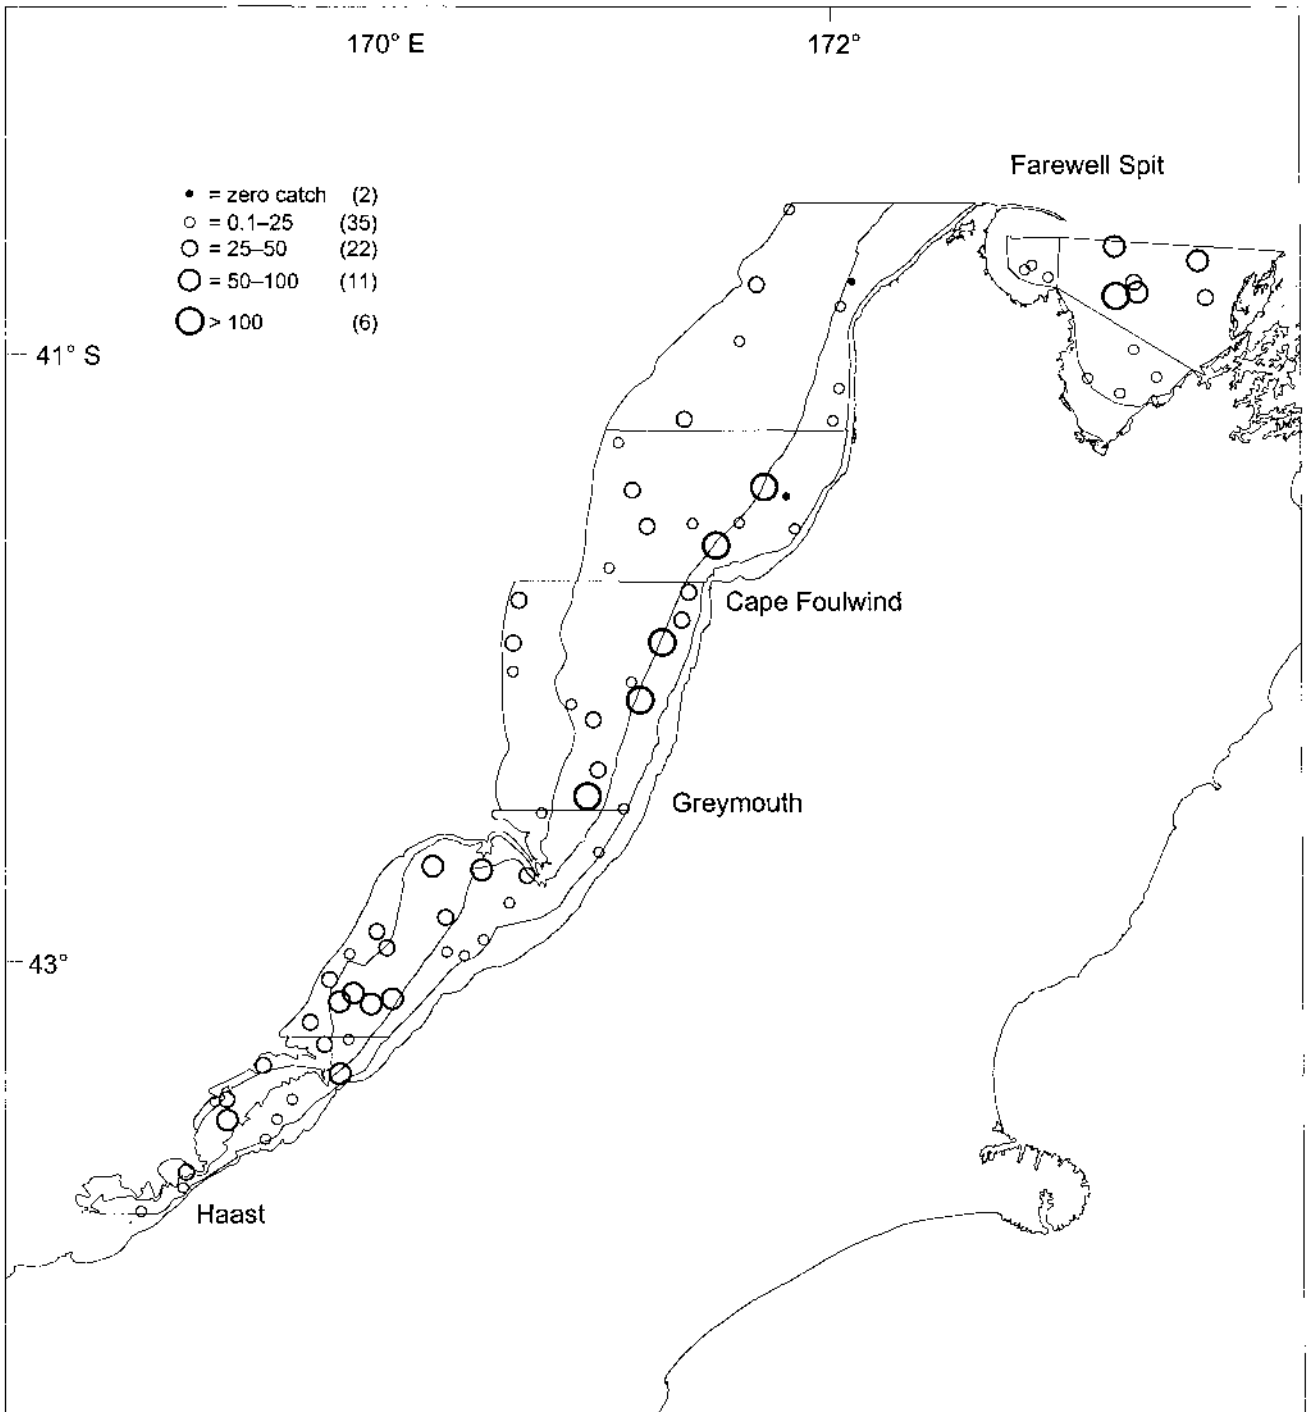 170° E
172°
Farewell Spit
• = zero catch (2)
○ = 0.1–25 (35)
○ = 25–50 (22)
○ = 50–100 (11)
○ > 100 (6)
41° S
Cape Foulwind
Greymouth
43°
Haast